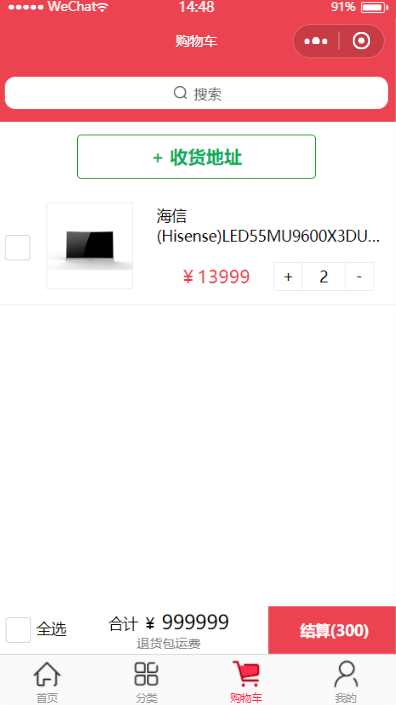 WeChat 14:48 91%
购物车
搜索
+ 收货地址
海信
(Hisense)LED55MU9600X3DU...
¥ 13999 + 2 -
全选 合计 ¥ 999999 结算(300)
退货包运费
首页 分类 购物车 我的